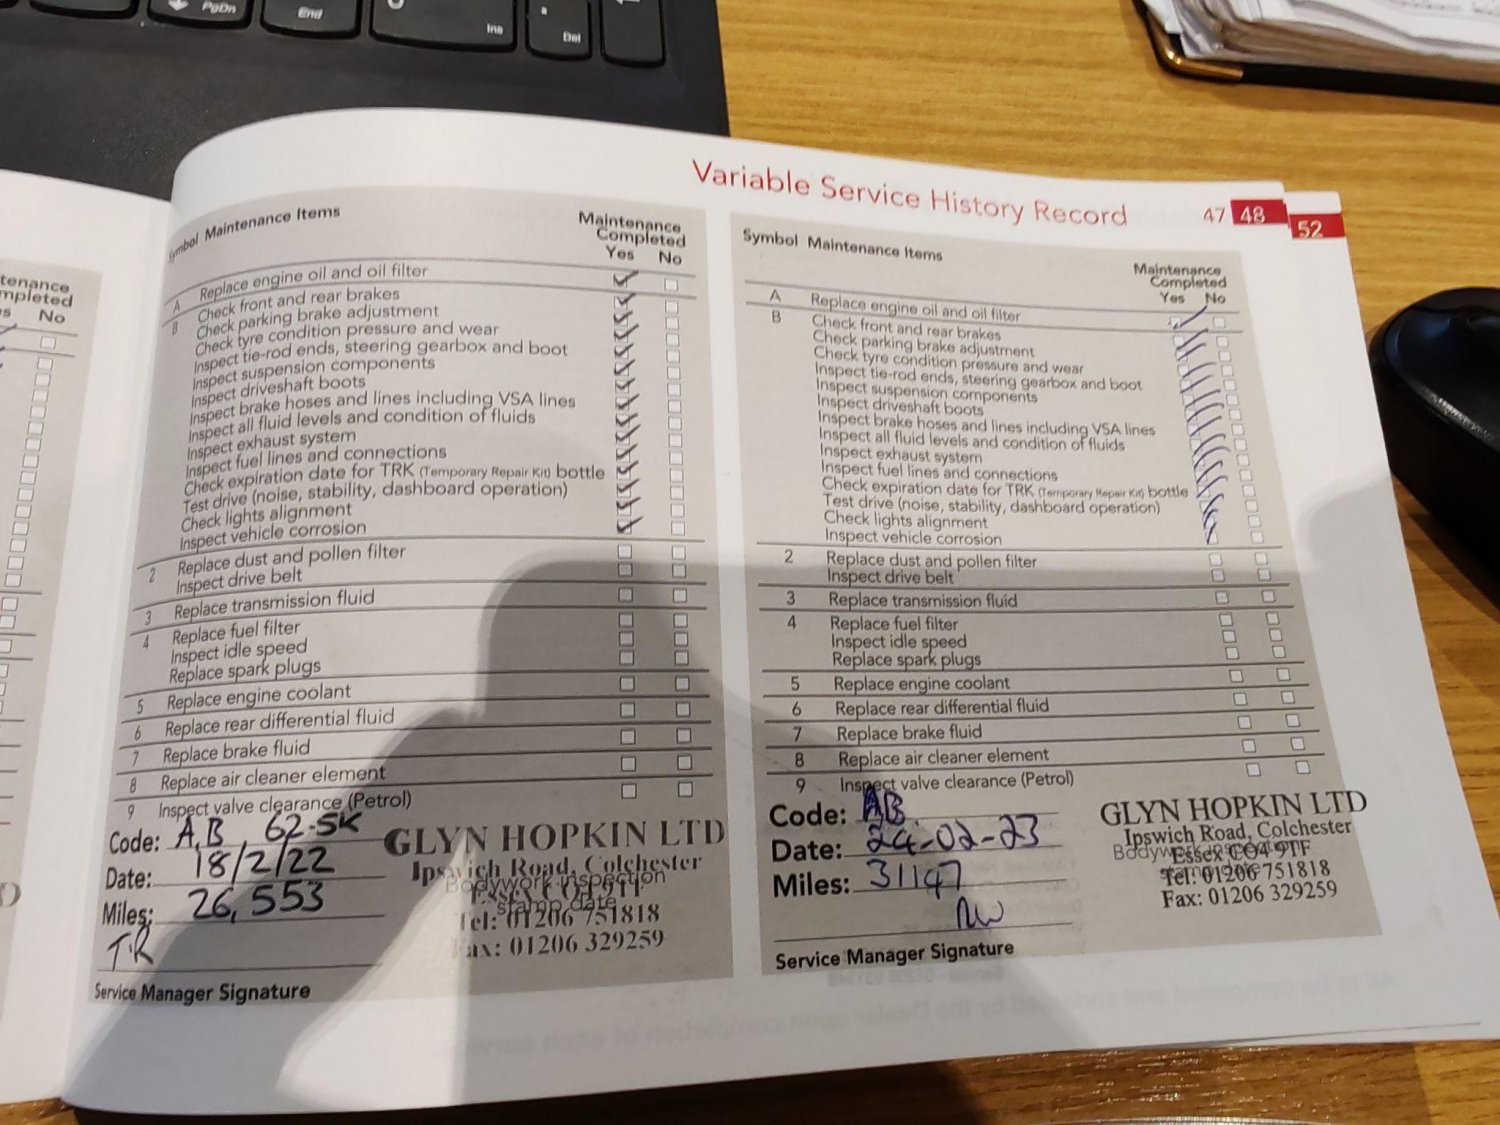 PgDn
End
Ins
Del
Variable Service History Record
47 48
52
No
Symbol Maintenance Items
Maintenance
Completed
Yes No
A Replace engine oil and oil filter
B Check front and rear brakes
Check parking brake adjustment
Check tyre condition pressure and wear
Inspect tie-rod ends, steering gearbox and boot
Inspect suspension components
Inspect driveshaft boots
Inspect brake hoses and lines including VSA lines
Inspect all fluid levels and condition of fluids
Inspect exhaust system
Inspect fuel lines and connections
Check expiration date for TRK (Temporary Repair Kit) bottle
Test drive (noise, stability, dashboard operation)
Check lights alignment
Inspect vehicle corrosion
2 Replace dust and pollen filter
Inspect drive belt
3 Replace transmission fluid
4 Replace fuel filter
Inspect idle speed
Replace spark plugs
5 Replace engine coolant
6 Replace rear differential fluid
7 Replace brake fluid
8 Replace air cleaner element
9 Inspect valve clearance (Petrol)
Code: A,B 62-5K
Date: 18/2/22
Miles: 26,553
TR
Service Manager Signature
GLYN HOPKIN LTD
Ipswich Road, Colchester
Bodywork inspection
stamp date
Tel: 01206 751818
Fax: 01206 329259
Symbol Maintenance Items
Maintenance
Completed
Yes No
A Replace engine oil and oil filter
B Check front and rear brakes
Check parking brake adjustment
Check tyre condition pressure and wear
Inspect tie-rod ends, steering gearbox and boot
Inspect suspension components
Inspect driveshaft boots
Inspect brake hoses and lines including VSA lines
Inspect all fluid levels and condition of fluids
Inspect exhaust system
Inspect fuel lines and connections
Check expiration date for TRK (Temporary Repair Kit) bottle
Test drive (noise, stability, dashboard operation)
Check lights alignment
Inspect vehicle corrosion
2 Replace dust and pollen filter
Inspect drive belt
3 Replace transmission fluid
4 Replace fuel filter
Inspect idle speed
Replace spark plugs
5 Replace engine coolant
6 Replace rear differential fluid
7 Replace brake fluid
8 Replace air cleaner element
9 Inspect valve clearance (Petrol)
Code: AB
Date: 24-02-23
Miles: 31147
Service Manager Signature
GLYN HOPKIN LTD
Ipswich Road, Colchester
Essex CO4 9TF
Tel: 01206 751818
Fax: 01206 329259